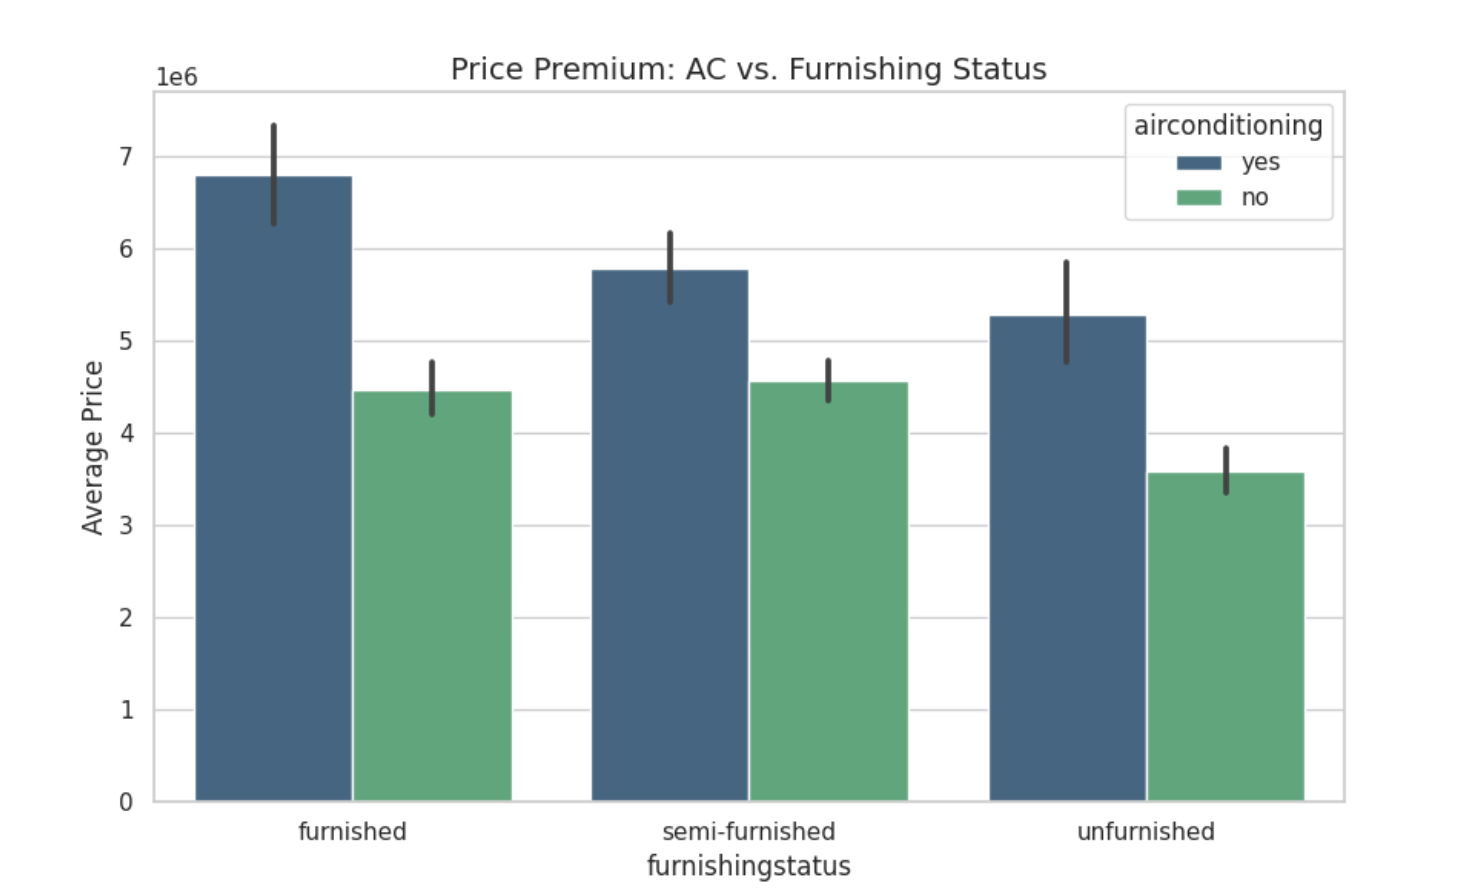 Price Premium: AC vs. Furnishing Status
1e6
airconditioning
yes
no
7
6
5
4
3
2
1
0
Average Price
furnished
semi-furnished
unfurnished
furnishingstatus